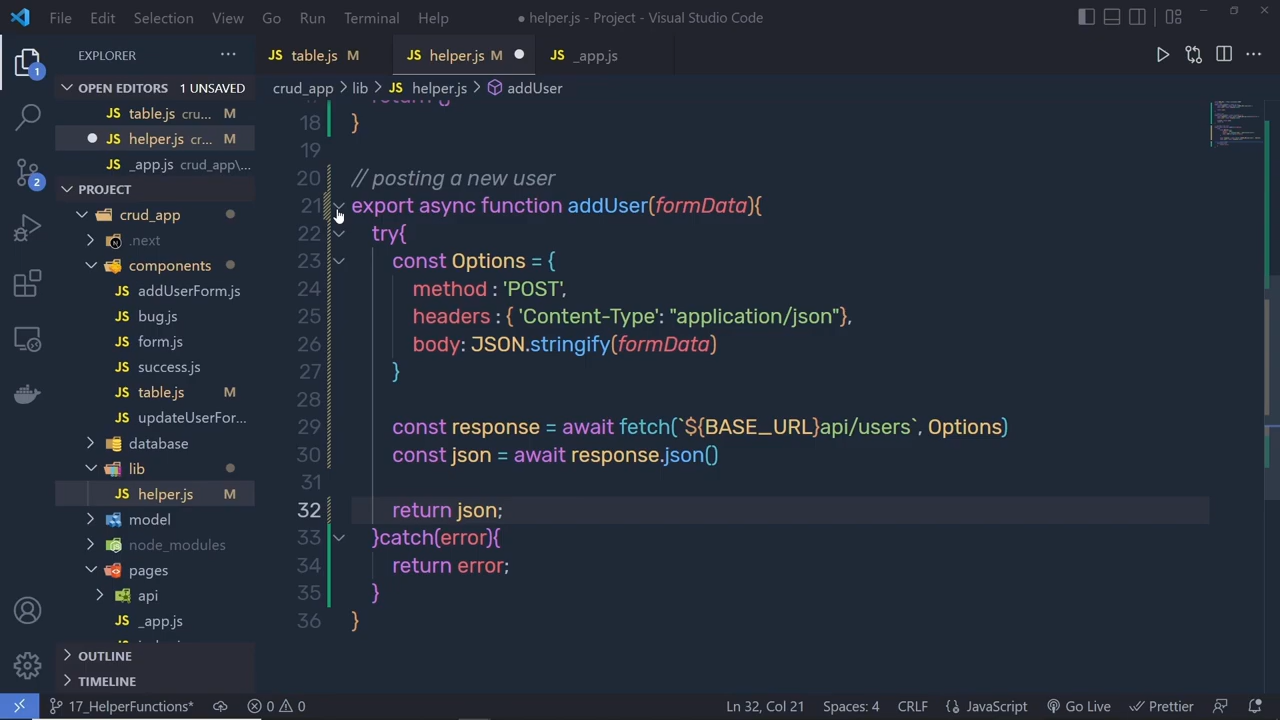 File Edit Selection View Go Run Terminal Help ● helper.js - Project - Visual Studio Code
EXPLORER ···
JS table.js M JS helper.js M ● JS _app.js
OPEN EDITORS 1 UNSAVED
crud_app > lib > JS helper.js > addUser
JS table.js cru... M
JS helper.js cr... M
JS _app.js crud_app\...
PROJECT
crud_app
.next
components
JS addUserForm.js
JS bug.js
JS form.js
JS success.js
JS table.js M
JS updateUserFor...
database
lib
JS helper.js M
model
node_modules
pages
api
JS _app.js
OUTLINE
TIMELINE
1
2
18 }
19
20 // posting a new user
21 export async function addUser(formData){
22 try{
23 const Options = {
24 method : 'POST',
25 headers : { 'Content-Type': "application/json"},
26 body: JSON.stringify(formData)
27 }
28
29 const response = await fetch(`${BASE_URL}api/users`, Options)
30 const json = await response.json()
31
32 return json;
33 }catch(error){
34 return error;
35 }
36 }
17_HelperFunctions* 0 0 Ln 32, Col 21 Spaces: 4 CRLF {} JavaScript Go Live Prettier